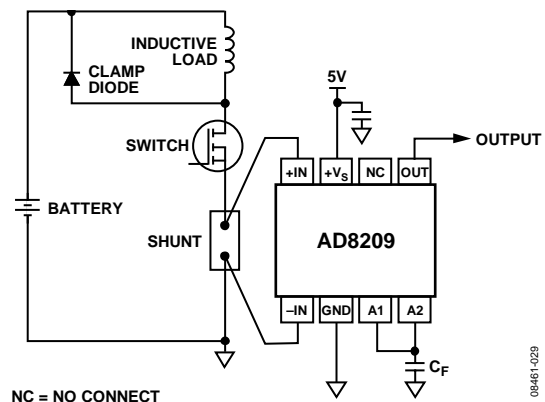 INDUCTIVE
LOAD
CLAMP
DIODE
5V
OUTPUT
SWITCH
+IN
+VS
NC
OUT
BATTERY
SHUNT
AD8209
–IN
GND
A1
A2
CF
NC = NO CONNECT
08461-029